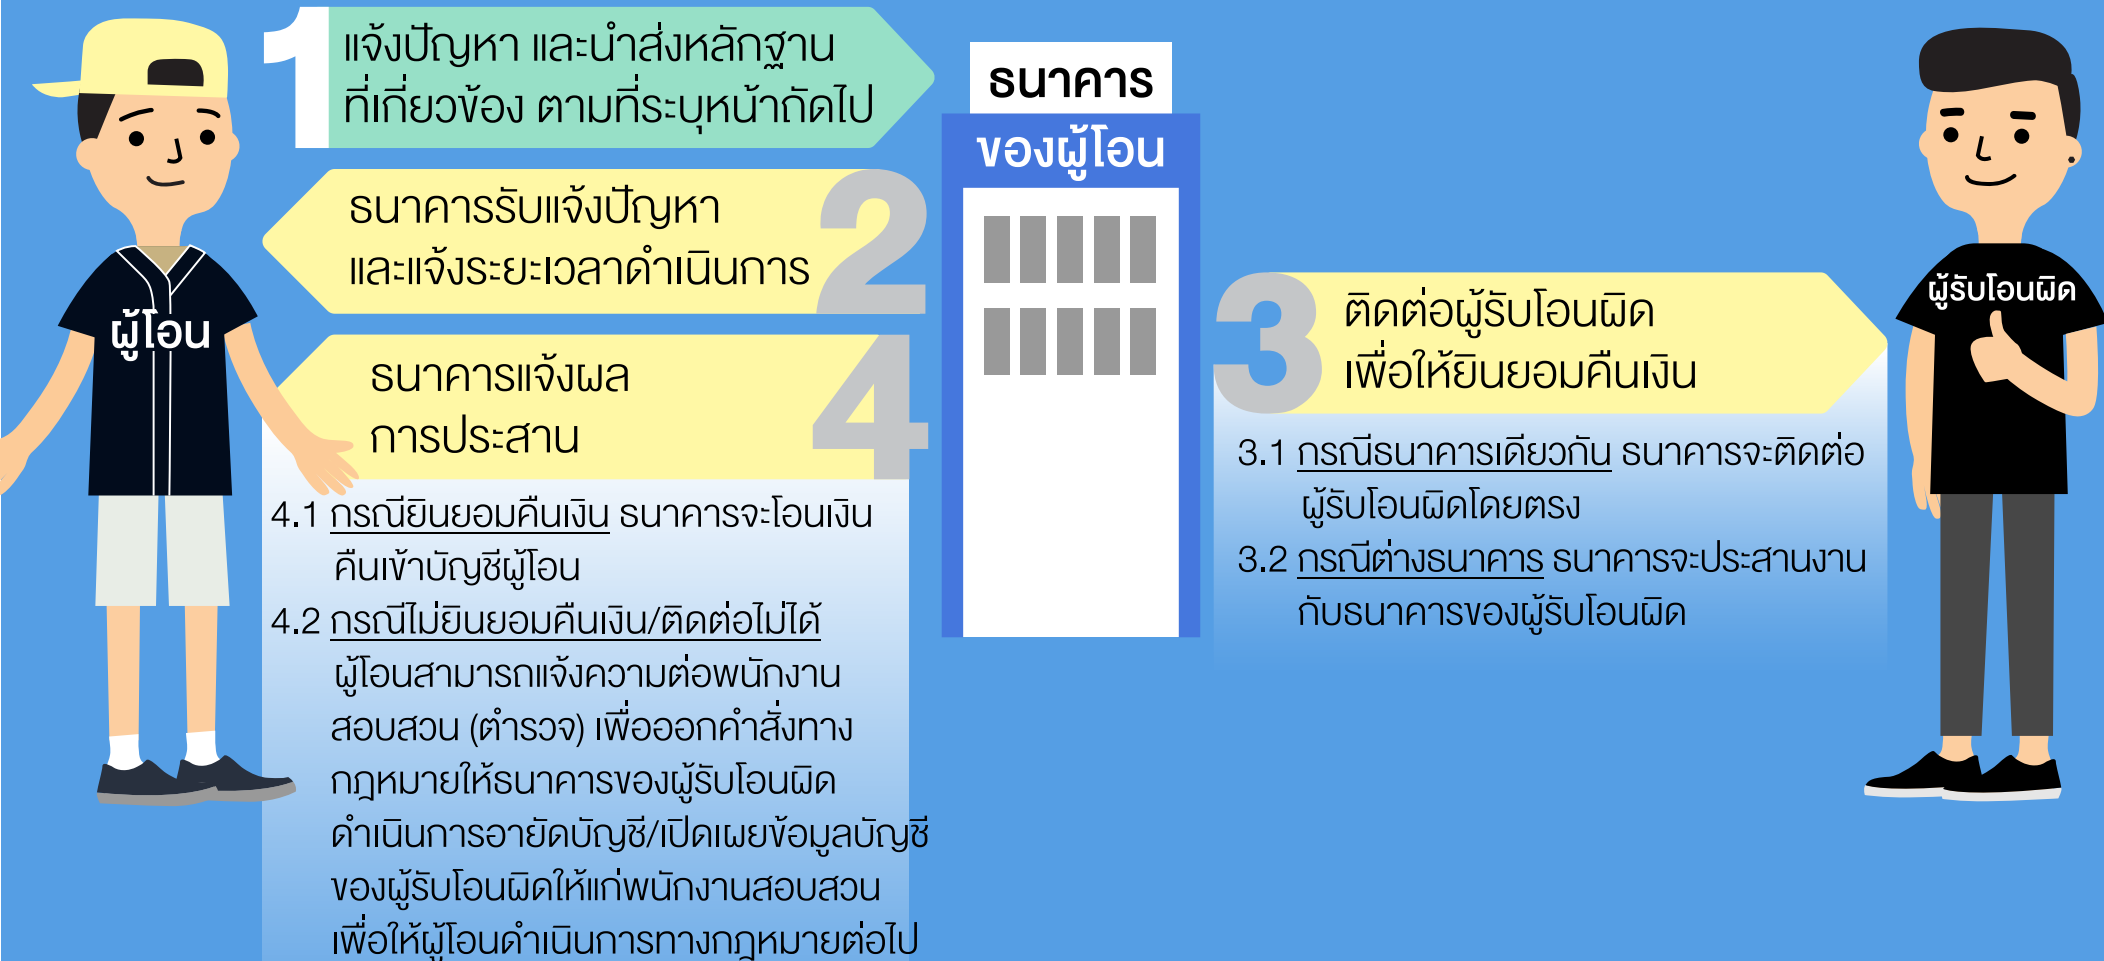 1
แจ้งปัญหา และนำส่งหลักฐาน
ที่เกี่ยวข้อง ตามที่ระบุหน้าถัดไป
ธนาคาร
ของผู้โอน
2
ธนาคารรับแจ้งปัญหา
และแจ้งระยะเวลาดำเนินการ
ผู้โอน
3
ติดต่อผู้รับโอนผิด
เพื่อให้ยินยอมคืนเงิน
ผู้รับโอนผิด
3.1 กรณีธนาคารเดียวกัน ธนาคารจะติดต่อ
ผู้รับโอนผิดโดยตรง
3.2 กรณีต่างธนาคาร ธนาคารจะประสานงาน
กับธนาคารของผู้รับโอนผิด
4
ธนาคารแจ้งผล
การประสาน
4.1 กรณียินยอมคืนเงิน ธนาคารจะโอนเงิน
คืนเข้าบัญชีผู้โอน
4.2 กรณีไม่ยินยอมคืนเงิน/ติดต่อไม่ได้
ผู้โอนสามารถแจ้งความต่อพนักงาน
สอบสวน (ตำรวจ) เพื่อออกคำสั่งทาง
กฎหมายให้ธนาคารของผู้รับโอนผิด
ดำเนินการอายัดบัญชี/เปิดเผยข้อมูลบัญชี
ของผู้รับโอนผิดให้แก่พนักงานสอบสวน
เพื่อให้ผู้โอนดำเนินการทางกฎหมายต่อไป